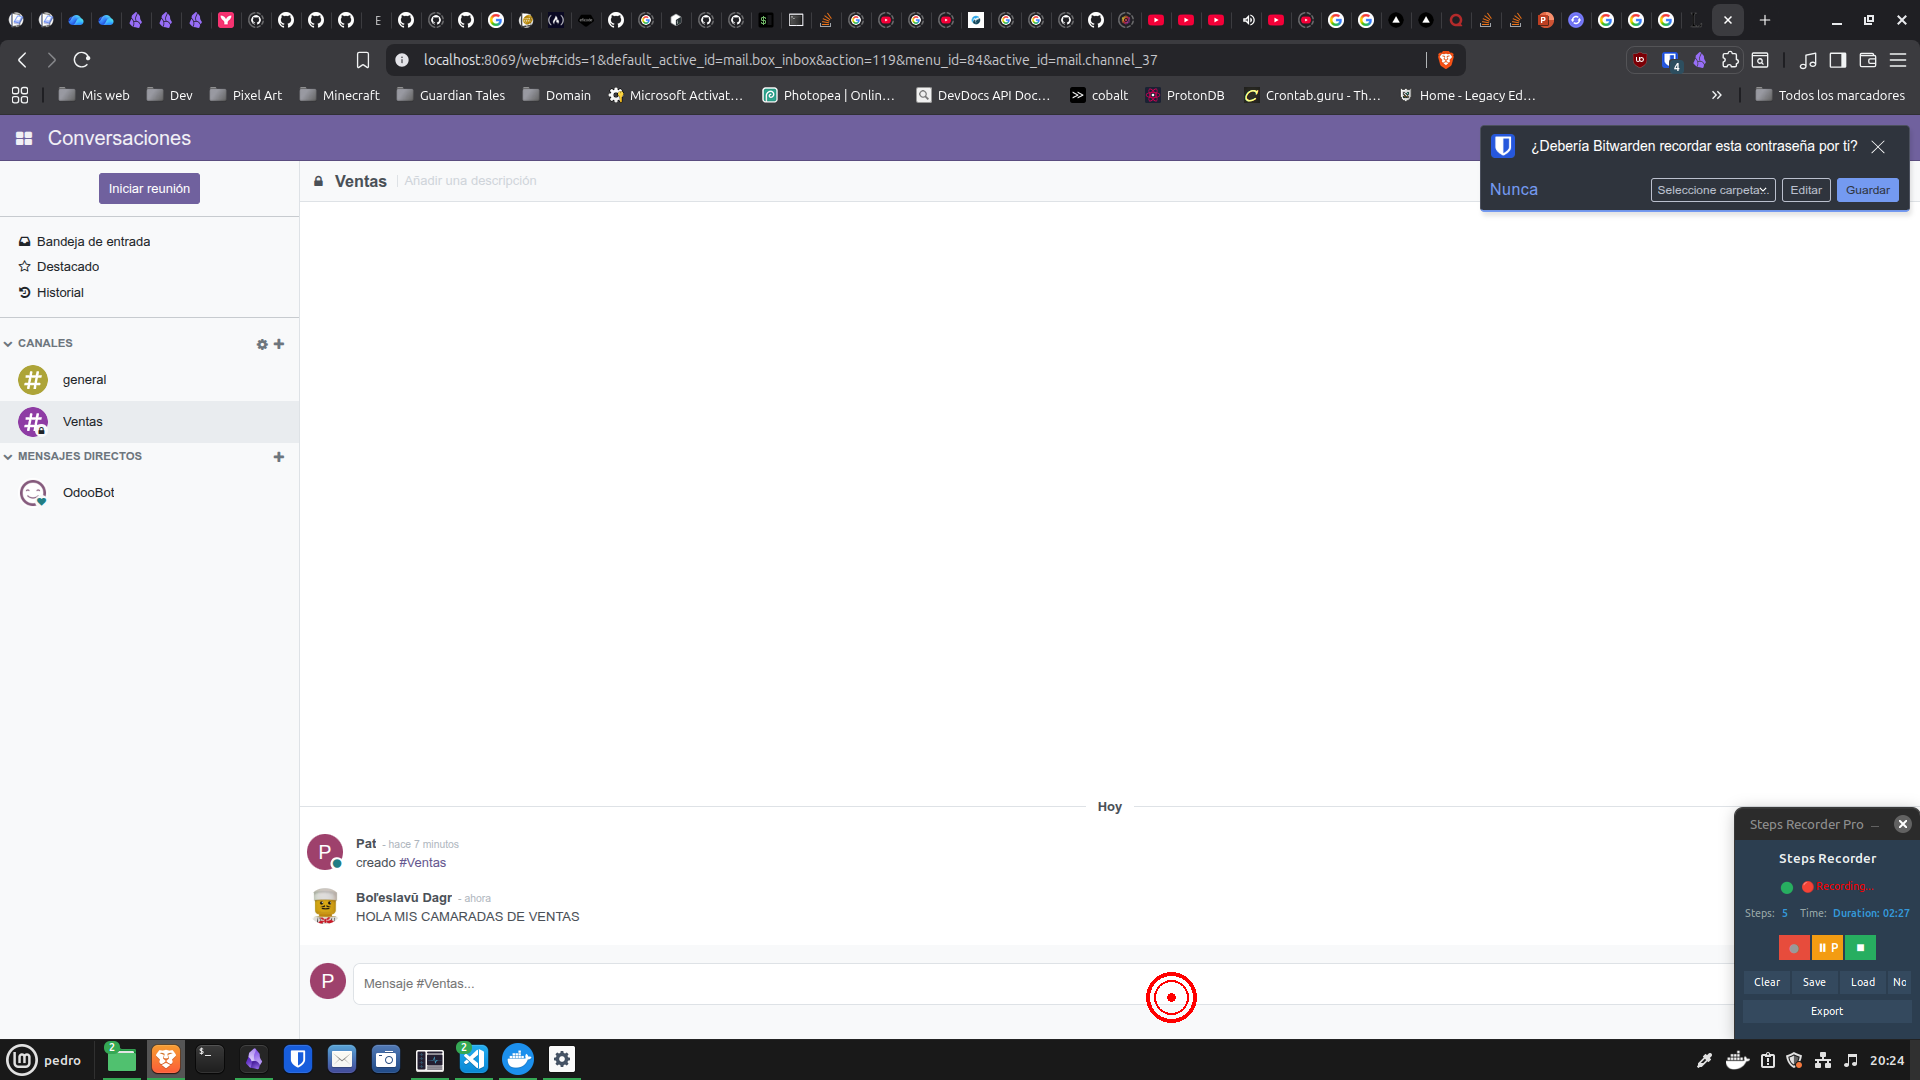 localhost:8069/web#cids=1&default_active_id=mail.box_inbox&action=119&menu_id=84&active_id=mail.channel_37
4
Mis web
Dev
Pixel Art
Minecraft
Guardian Tales
Domain
Microsoft Activat...
Photopea | Onlin...
DevDocs API Doc...
cobalt
ProtonDB
Crontab.guru - Th...
Home - Legacy Ed...
Todos los marcadores
Conversaciones
¿Debería Bitwarden recordar esta contraseña por ti?
Nunca
Seleccione carpeta...
Editar
Guardar
Iniciar reunión
Ventas
Añadir una descripción
Bandeja de entrada
Destacado
Historial
CANALES
general
Ventas
MENSAJES DIRECTOS
OdooBot
Hoy
P
Pat - hace 7 minutos
creado #Ventas
Boľeslavū Dagr - ahora
HOLA MIS CAMARADAS DE VENTAS
P
Mensaje #Ventas...
Steps Recorder Pro
Steps Recorder
Recording...
Steps: 5 Time: Duration: 02:27
P
Clear
Save
Load
No
Export
pedro
2
2
20:24